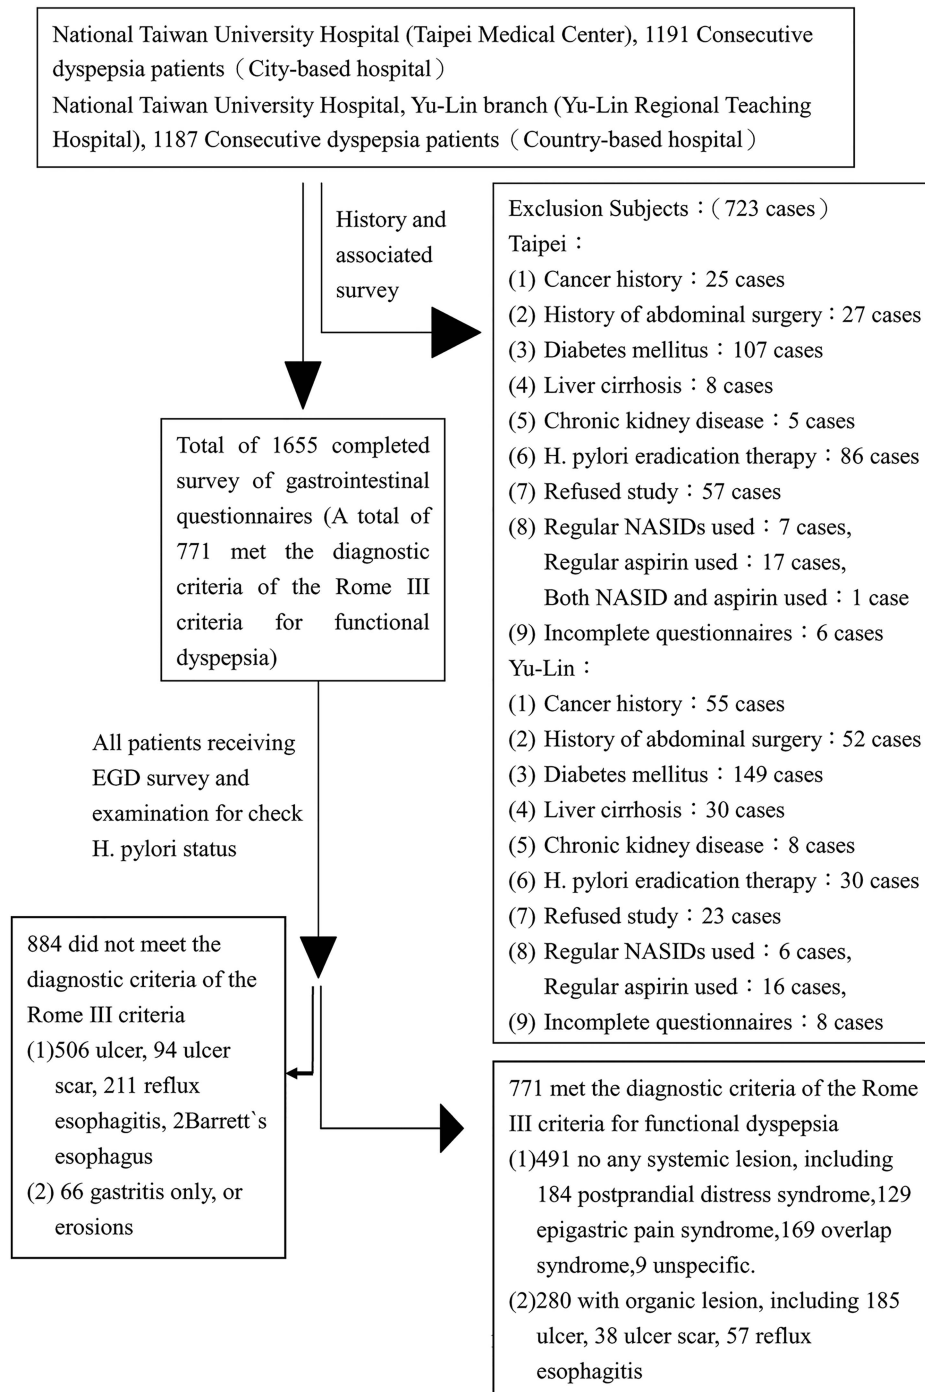 National Taiwan University Hospital (Taipei Medical Center), 1191 Consecutive
dyspepsia patients（City-based hospital）
National Taiwan University Hospital, Yu-Lin branch (Yu-Lin Regional Teaching
Hospital), 1187 Consecutive dyspepsia patients（Country-based hospital）
History and
associated
survey
Exclusion Subjects：（723 cases）
Taipei：
(1) Cancer history：25 cases
(2) History of abdominal surgery：27 cases
(3) Diabetes mellitus：107 cases
(4) Liver cirrhosis：8 cases
(5) Chronic kidney disease：5 cases
(6) H. pylori eradication therapy：86 cases
(7) Refused study：57 cases
(8) Regular NASIDs used：7 cases,
Regular aspirin used：17 cases,
Both NASID and aspirin used：1 case
(9) Incomplete questionnaires：6 cases
Yu-Lin：
(1) Cancer history：55 cases
(2) History of abdominal surgery：52 cases
(3) Diabetes mellitus：149 cases
(4) Liver cirrhosis：30 cases
(5) Chronic kidney disease：8 cases
(6) H. pylori eradication therapy：30 cases
(7) Refused study：23 cases
(8) Regular NASIDs used：6 cases,
Regular aspirin used：16 cases,
(9) Incomplete questionnaires：8 cases
Total of 1655 completed
survey of gastrointestinal
questionnaires (A total of
771 met the diagnostic
criteria of the Rome III
criteria for functional
dyspepsia)
All patients receiving
EGD survey and
examination for check
H. pylori status
884 did not meet the
diagnostic criteria of the
Rome III criteria
(1)506 ulcer, 94 ulcer
scar, 211 reflux
esophagitis, 2Barrett`s
esophagus
(2) 66 gastritis only, or
erosions
771 met the diagnostic criteria of the Rome
III criteria for functional dyspepsia
(1)491 no any systemic lesion, including
184 postprandial distress syndrome,129
epigastric pain syndrome,169 overlap
syndrome,9 unspecific.
(2)280 with organic lesion, including 185
ulcer, 38 ulcer scar, 57 reflux
esophagitis